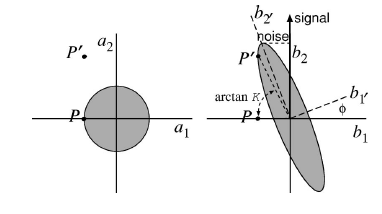 a₂
P′
P
a₁
b₂′
signal
noise
b₂
P′
arctan K
b₁′
P
ϕ
b₁